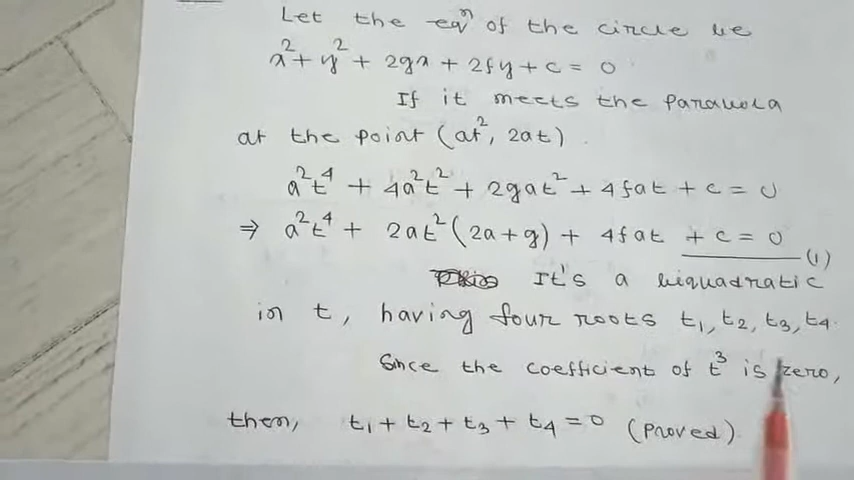 Let the eqⁿ of the circle be
x² + y² + 2gx + 2fy + c = 0
If it meets the parabola
at the point (at², 2at).
a²t⁴ + 4a²t² + 2gat² + 4fat + c = 0
⇒ a²t⁴ + 2at²(2a+g) + 4fat + c = 0 (1)
It's a biquadratic
in t, having four roots t₁, t₂, t₃, t₄.
Since the coefficient of t³ is zero,
then, t₁ + t₂ + t₃ + t₄ = 0 (Proved)